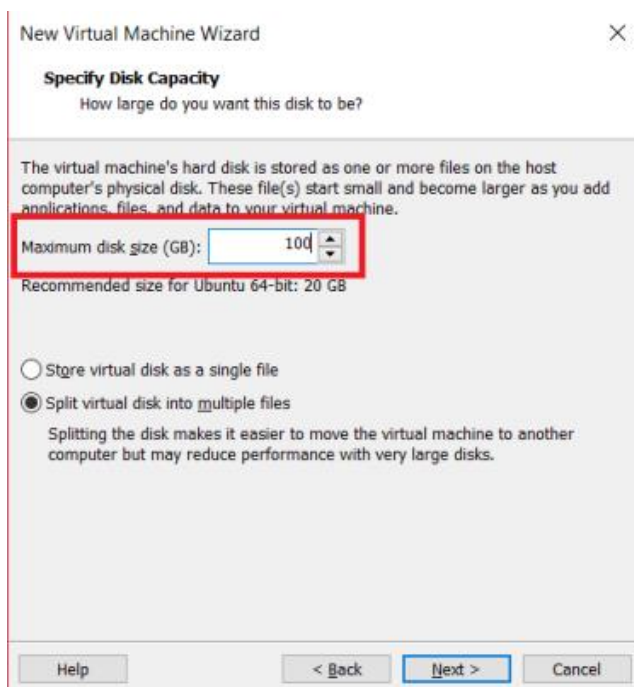 New Virtual Machine Wizard
Specify Disk Capacity
How large do you want this disk to be?
The virtual machine's hard disk is stored as one or more files on the host
computer's physical disk. These file(s) start small and become larger as you add
applications, files, and data to your virtual machine.
Maximum disk size (GB): 100
Recommended size for Ubuntu 64-bit: 20 GB
Store virtual disk as a single file
Split virtual disk into multiple files
Splitting the disk makes it easier to move the virtual machine to another
computer but may reduce performance with very large disks.
Help < Back Next > Cancel